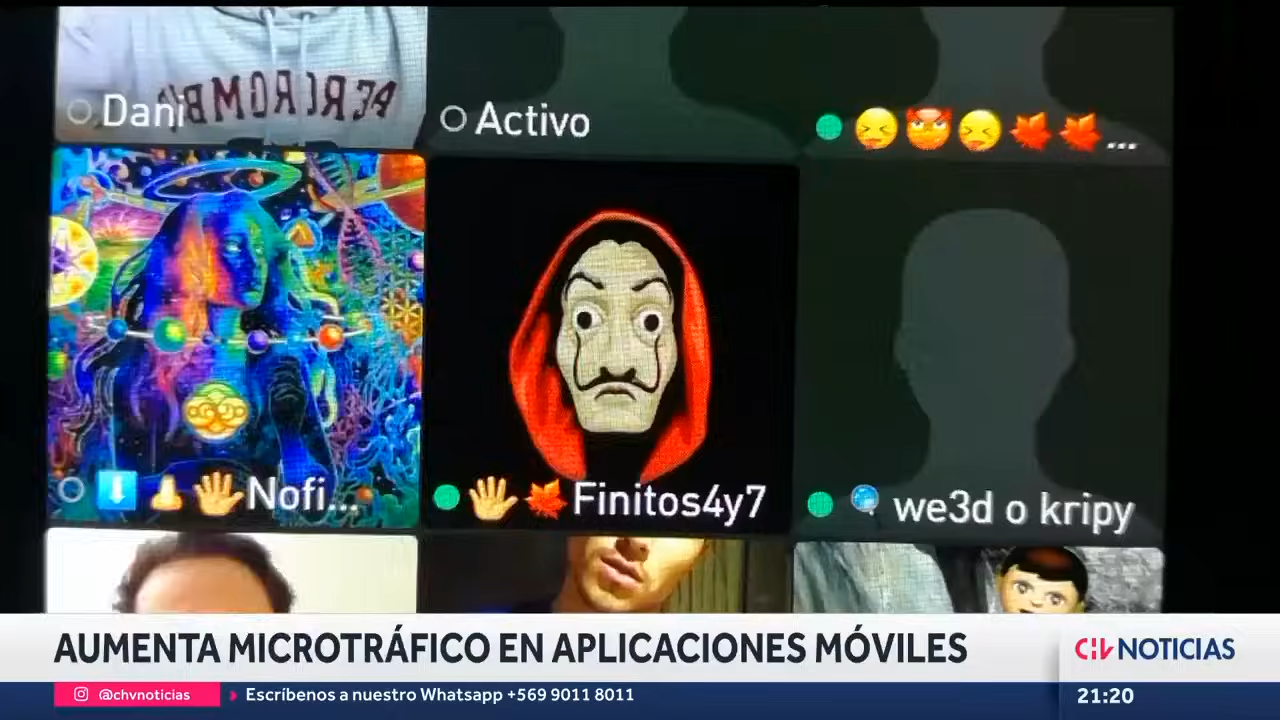 Dani
ABERCROMBIE
Activo
...
Nofi...
Finitos4y7
we3d o kripy
AUMENTA MICROTRÁFICO EN APLICACIONES MÓVILES
CHV NOTICIAS
@chvnoticias
Escríbenos a nuestro Whatsapp +569 9011 8011
21:20